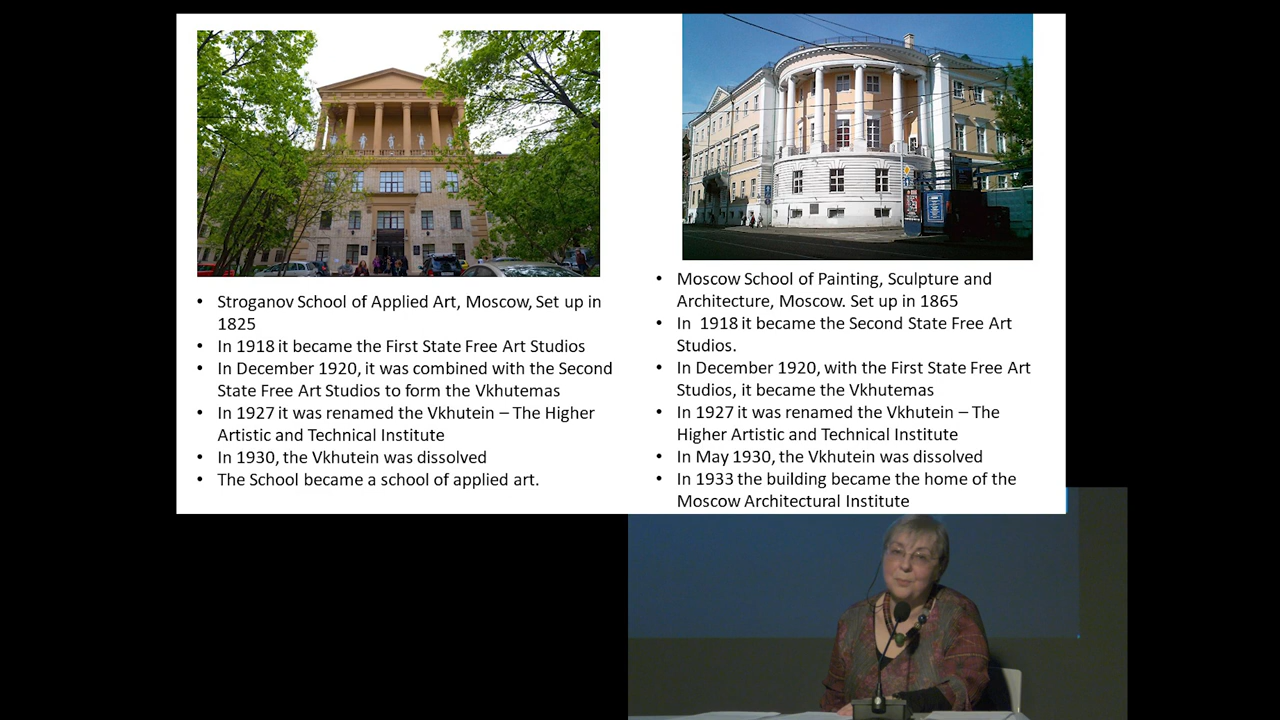 • Stroganov School of Applied Art, Moscow, Set up in
1825
• In 1918 it became the First State Free Art Studios
• In December 1920, it was combined with the Second
State Free Art Studios to form the Vkhutemas
• In 1927 it was renamed the Vkhutein – The Higher
Artistic and Technical Institute
• In 1930, the Vkhutein was dissolved
• The School became a school of applied art.
• Moscow School of Painting, Sculpture and
Architecture, Moscow. Set up in 1865
• In 1918 it became the Second State Free Art
Studios.
• In December 1920, with the First State Free Art
Studios, it became the Vkhutemas
• In 1927 it was renamed the Vkhutein – The
Higher Artistic and Technical Institute
• In May 1930, the Vkhutein was dissolved
• In 1933 the building became the home of the
Moscow Architectural Institute